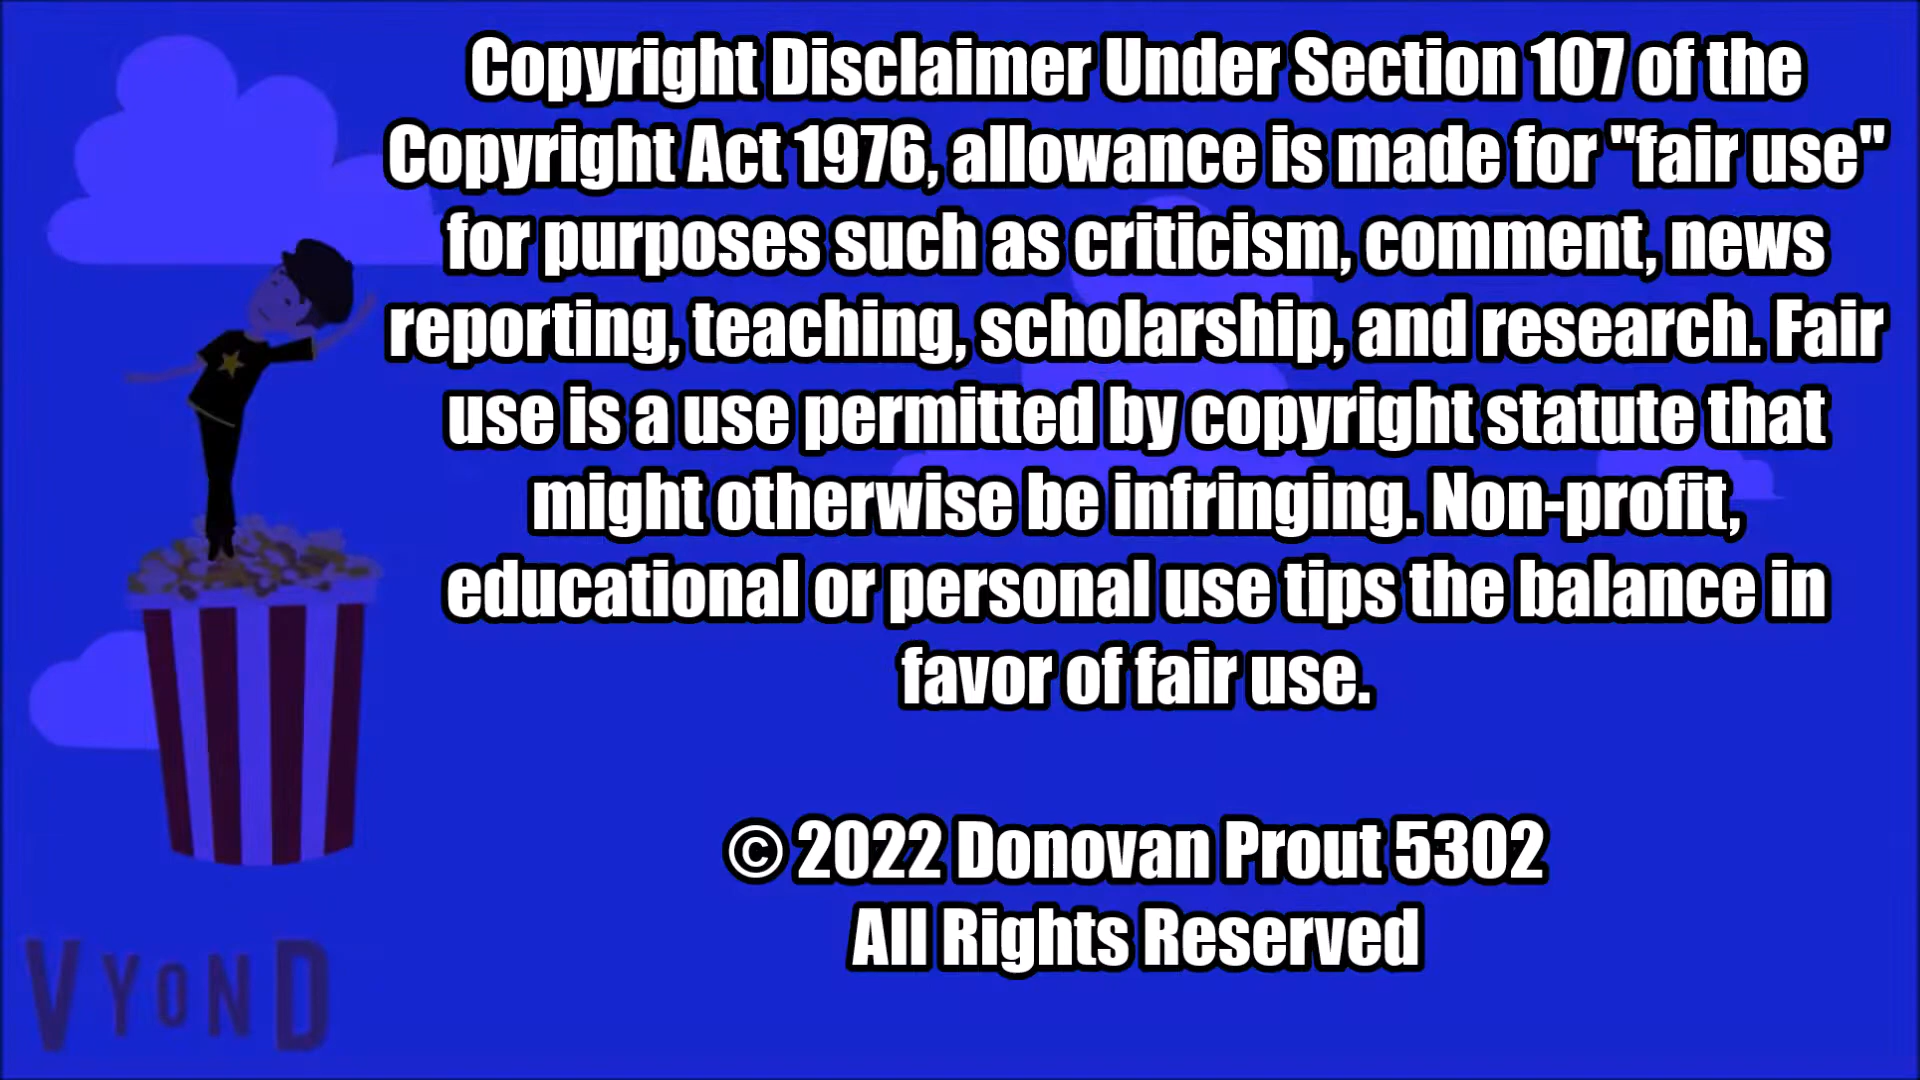 Copyright Disclaimer Under Section 107 of the
Copyright Act 1976, allowance is made for "fair use"
for purposes such as criticism, comment, news
reporting, teaching, scholarship, and research. Fair
use is a use permitted by copyright statute that
might otherwise be infringing. Non-profit,
educational or personal use tips the balance in
favor of fair use.
© 2022 Donovan Prout 5302
All Rights Reserved
VYOND